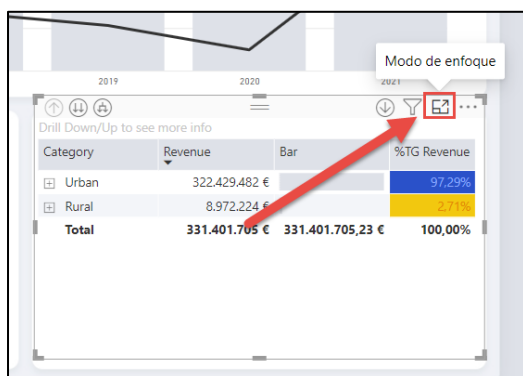 Modo de enfoque
2019 2020 2021
Drill Down/Up to see more info
Category Revenue Bar %TG Revenue
Urban 322.429.482 € 97,29%
Rural 8.972.224 € 2,71%
Total 331.401.705 € 331.401.705,23 € 100,00%